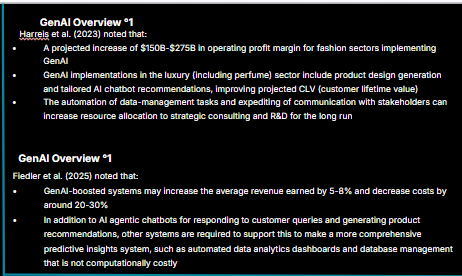 GenAI Overview °1
Harreis et al. (2023) noted that:
• A projected increase of $150B-$275B in operating profit margin for fashion sectors implementing
GenAI
• GenAI implementations in the luxury (including perfume) sector include product design generation
and tailored AI chatbot recommendations, improving projected CLV (customer lifetime value)
• The automation of data-management tasks and expediting of communication with stakeholders can
increase resource allocation to strategic consulting and R&D for the long run
GenAI Overview °1
Fiedler et al. (2025) noted that:
• GenAI-boosted systems may increase the average revenue earned by 5-8% and decrease costs by
around 20-30%
• In addition to AI agentic chatbots for responding to customer queries and generating product
recommendations, other systems are required to support this to make a more comprehensive
predictive insights system, such as automated data analytics dashboards and database management
that is not computationally costly